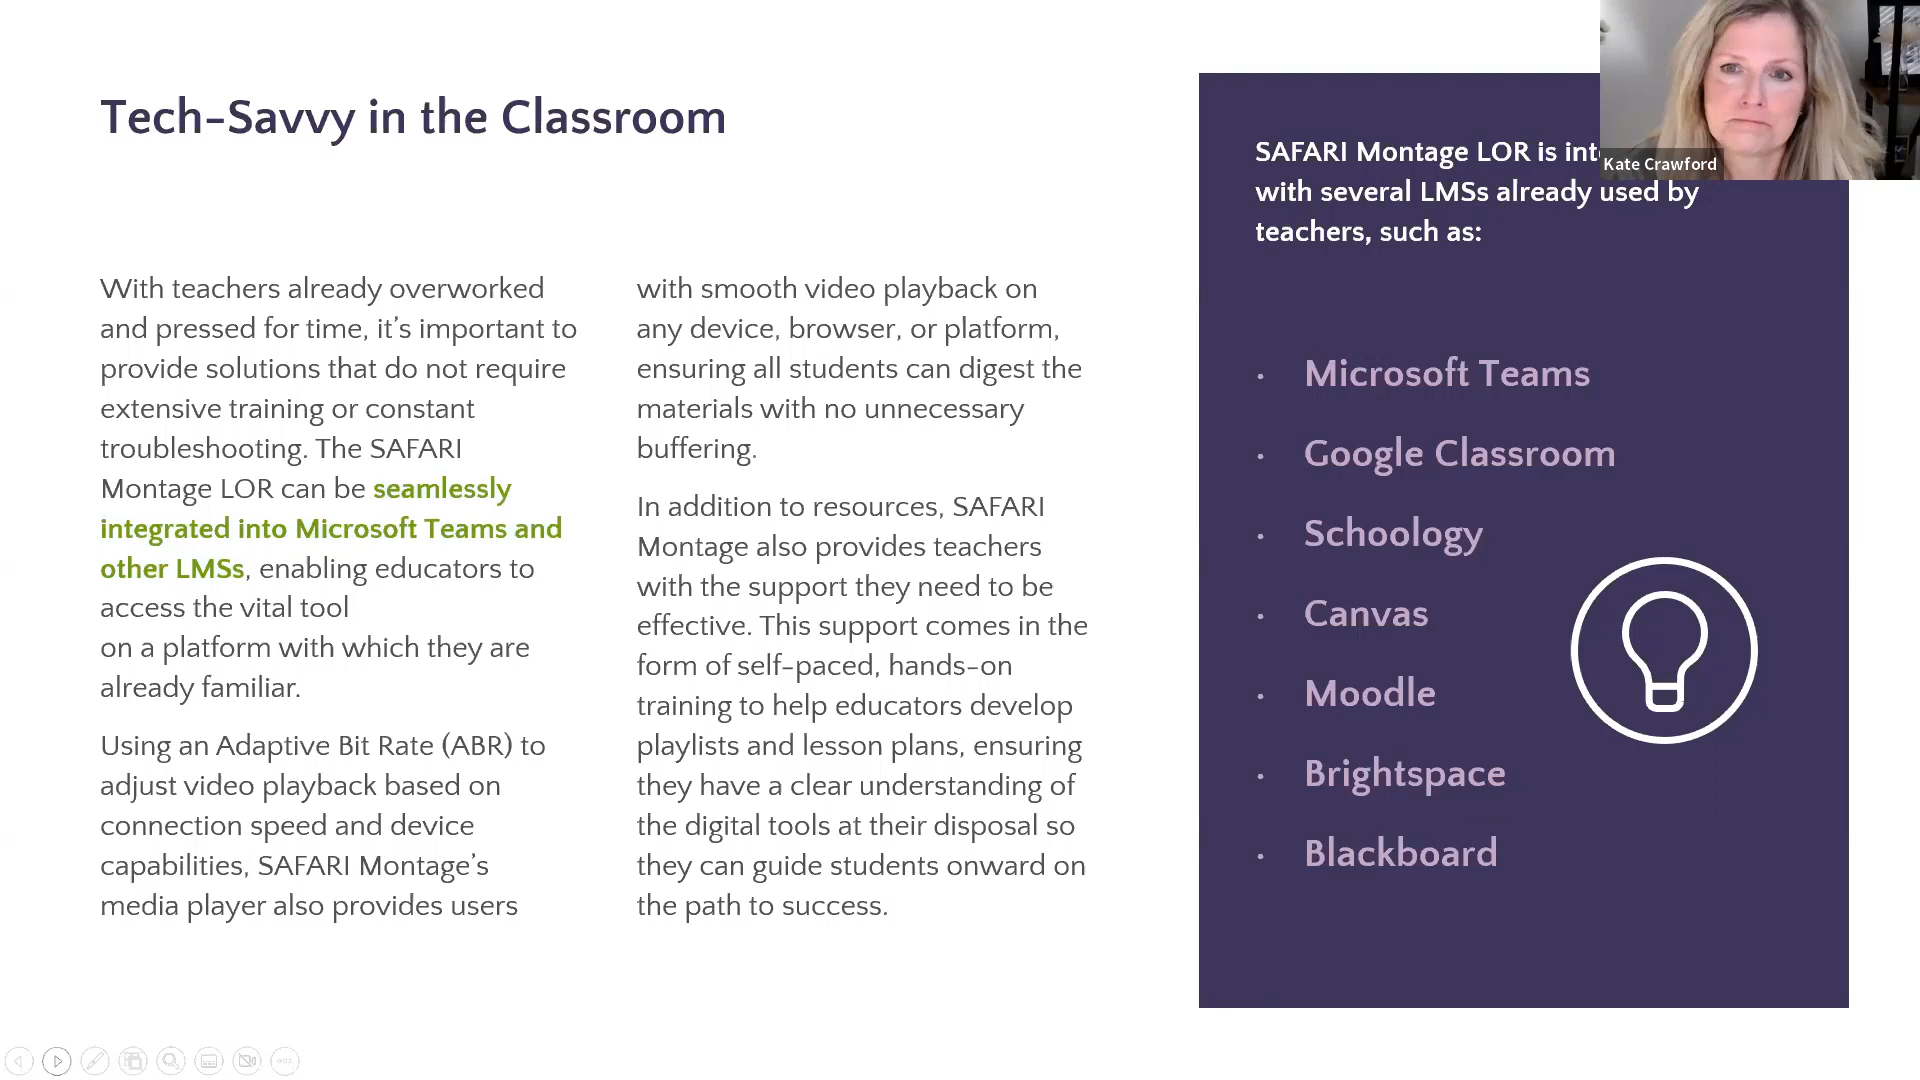 Tech-Savvy in the Classroom
With teachers already overworked
and pressed for time, it's important to
provide solutions that do not require
extensive training or constant
troubleshooting. The SAFARI
Montage LOR can be seamlessly
integrated into Microsoft Teams and
other LMSs, enabling educators to
access the vital tool
on a platform with which they are
already familiar.
Using an Adaptive Bit Rate (ABR) to
adjust video playback based on
connection speed and device
capabilities, SAFARI Montage's
media player also provides users
with smooth video playback on
any device, browser, or platform,
ensuring all students can digest the
materials with no unnecessary
buffering.
In addition to resources, SAFARI
Montage also provides teachers
with the support they need to be
effective. This support comes in the
form of self-paced, hands-on
training to help educators develop
playlists and lesson plans, ensuring
they have a clear understanding of
the digital tools at their disposal so
they can guide students onward on
the path to success.
SAFARI Montage LOR is
with several LMSs already used by
teachers, such as:
• Microsoft Teams
• Google Classroom
• Schoology
• Canvas
• Moodle
• Brightspace
• Blackboard
Kate Crawford